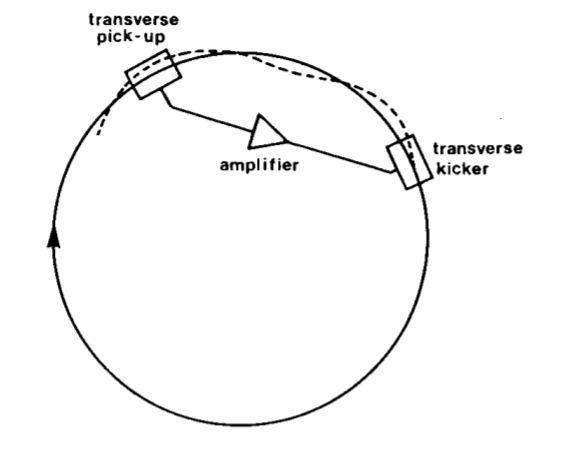 transverse
pick-up
amplifier
transverse
kicker